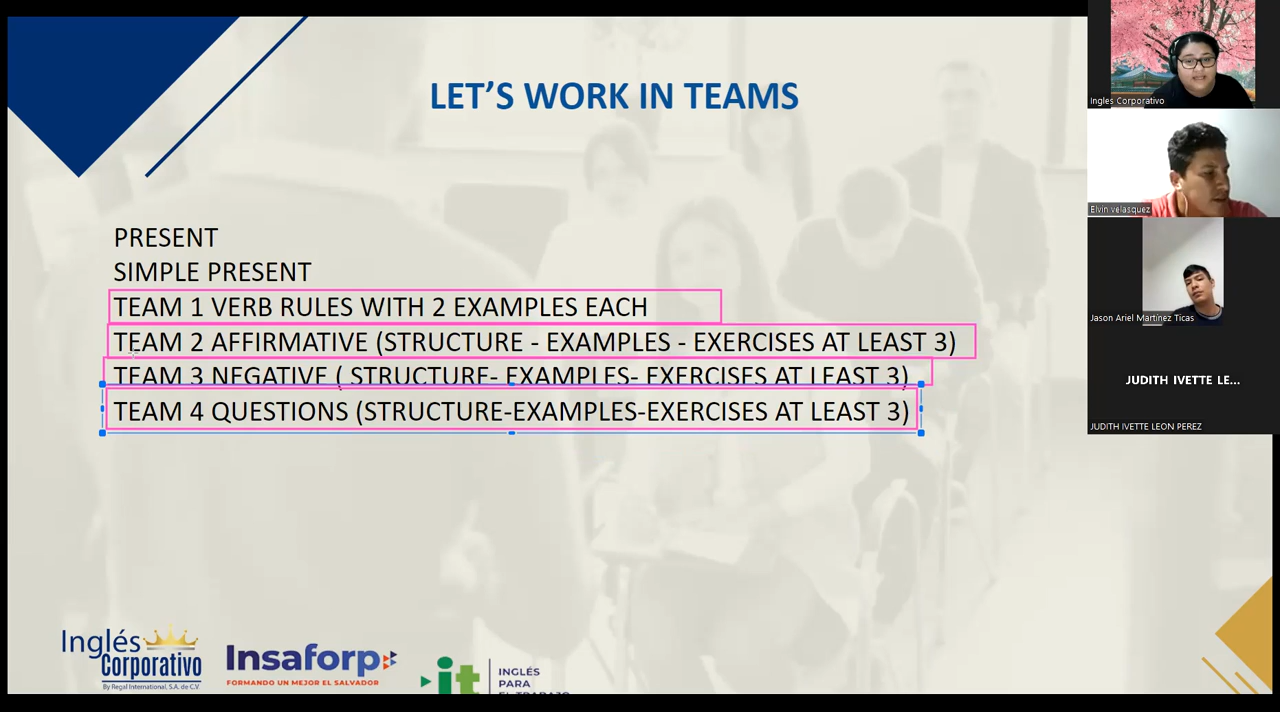 LET'S WORK IN TEAMS
PRESENT
SIMPLE PRESENT
TEAM 1 VERB RULES WITH 2 EXAMPLES EACH
TEAM 2 AFFIRMATIVE (STRUCTURE - EXAMPLES - EXERCISES AT LEAST 3)
TEAM 3 NEGATIVE ( STRUCTURE- EXAMPLES- EXERCISES AT LEAST 3)
TEAM 4 QUESTIONS (STRUCTURE-EXAMPLES-EXERCISES AT LEAST 3)
Inglés
Corporativo
By Regal International, S.A. de C.V.
Insaforp
FORMANDO UN MEJOR EL SALVADOR
it
INGLÉS
PARA
EL TRABAJO
Ingles Corporativo
Elvin velasquez
Jason Ariel Martinez Ticas
JUDITH IVETTE LE...
JUDITH IVETTE LEON PEREZ